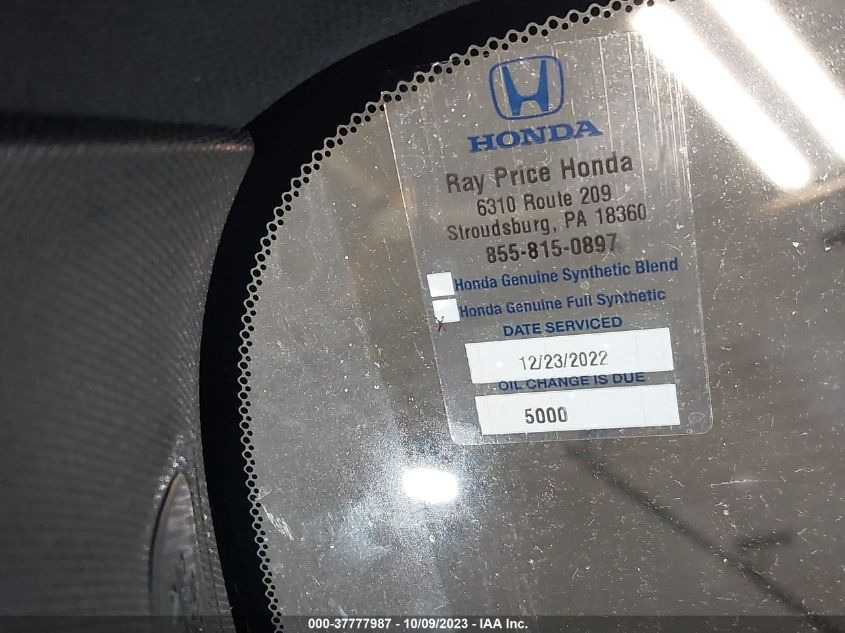 HONDA
Ray Price Honda
6310 Route 209
Stroudsburg, PA 18360
855-815-0897
Honda Genuine Synthetic Blend
X Honda Genuine Full Synthetic
DATE SERVICED
12/23/2022
OIL CHANGE IS DUE
5000
000-37777987 - 10/09/2023 - IAA Inc.